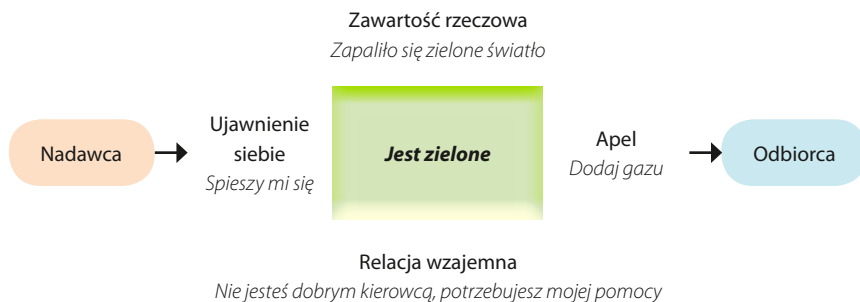 Zawartość rzeczowa
Zapaliło się zielone światło
Nadawca
Ujawnienie
siebie
Spieszy mi się
Jest zielone
Apel
Dodaj gazu
Odbiorca
Relacja wzajemna
Nie jesteś dobrym kierowcą, potrzebujesz mojej pomocy